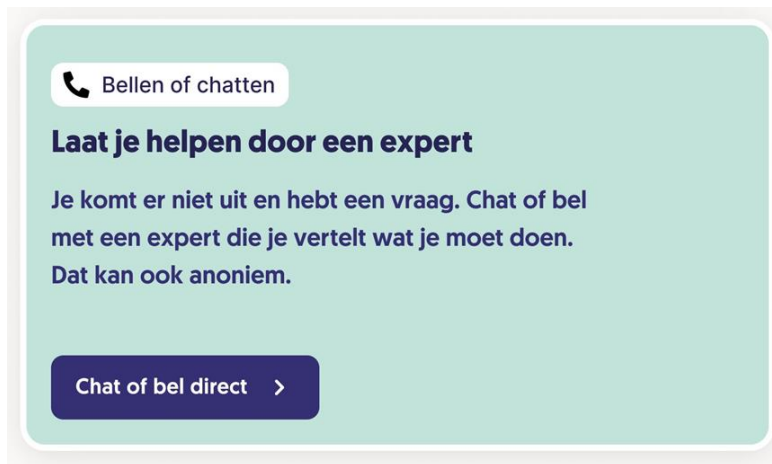 Bellen of chatten
Laat je helpen door een expert
Je komt er niet uit en hebt een vraag. Chat of bel
met een expert die je vertelt wat je moet doen.
Dat kan ook anoniem.
Chat of bel direct